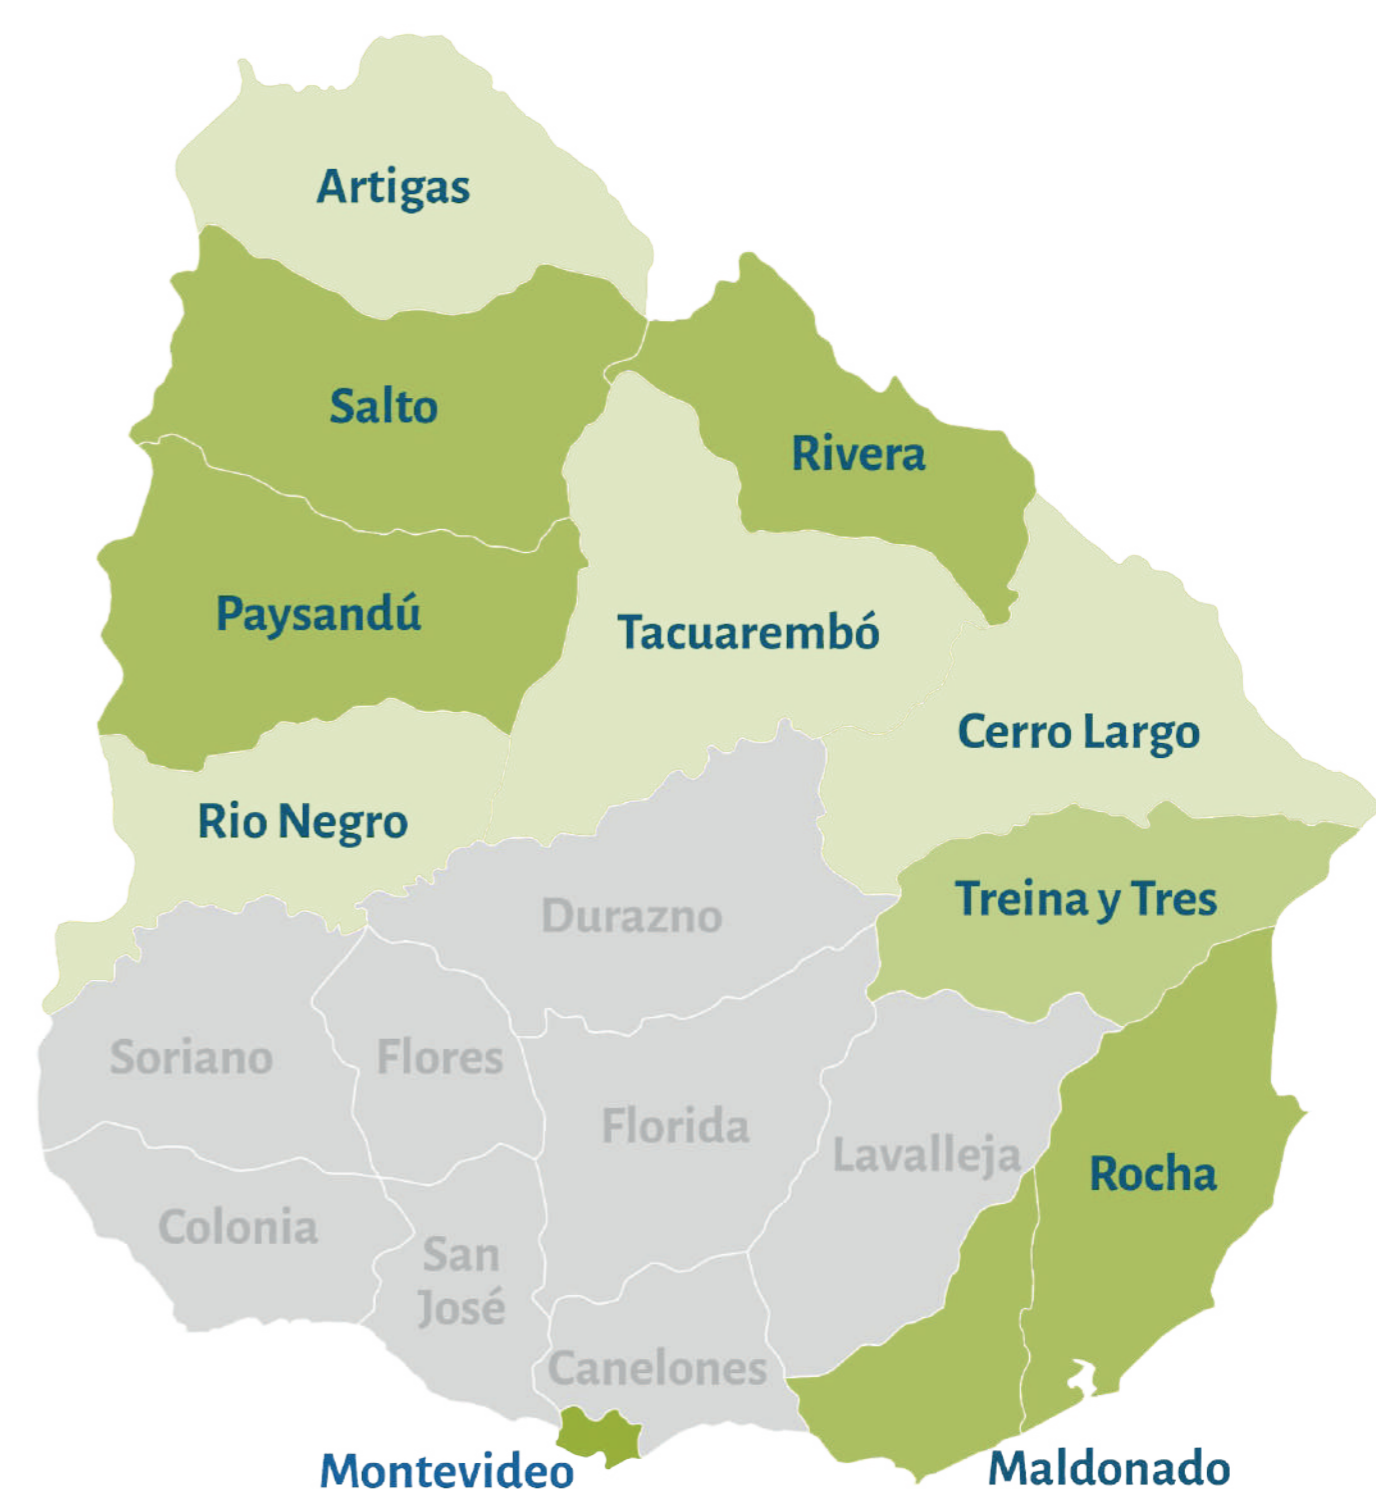 Artigas
Salto
Rivera
Paysandú
Tacuarembó
Cerro Largo
Rio Negro
Treina y Tres
Durazno
Soriano
Flores
Florida
Lavalleja
Rocha
Colonia
San
José
Canelones
Montevideo
Maldonado